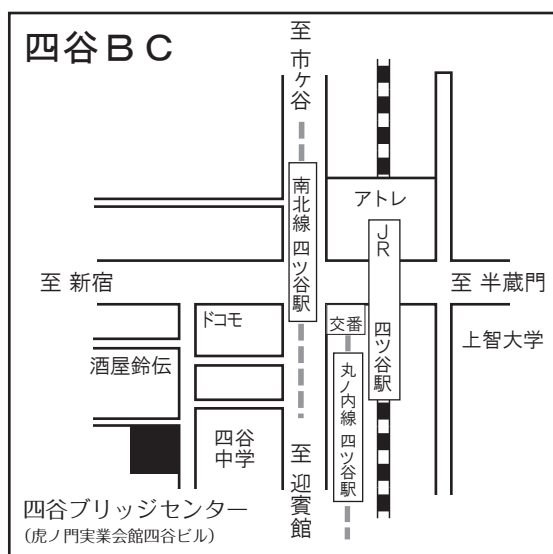 四谷ＢＣ
至 市ヶ谷
南北線 四ツ谷駅
アトレ
ＪＲ 四ツ谷駅
至 新宿
至 半蔵門
ドコモ
交番
上智大学
酒屋鈴伝
丸ノ内線 四ツ谷駅
四谷
中学
至 迎賓館
四谷ブリッジセンター
(虎ノ門実業会館四谷ビル)